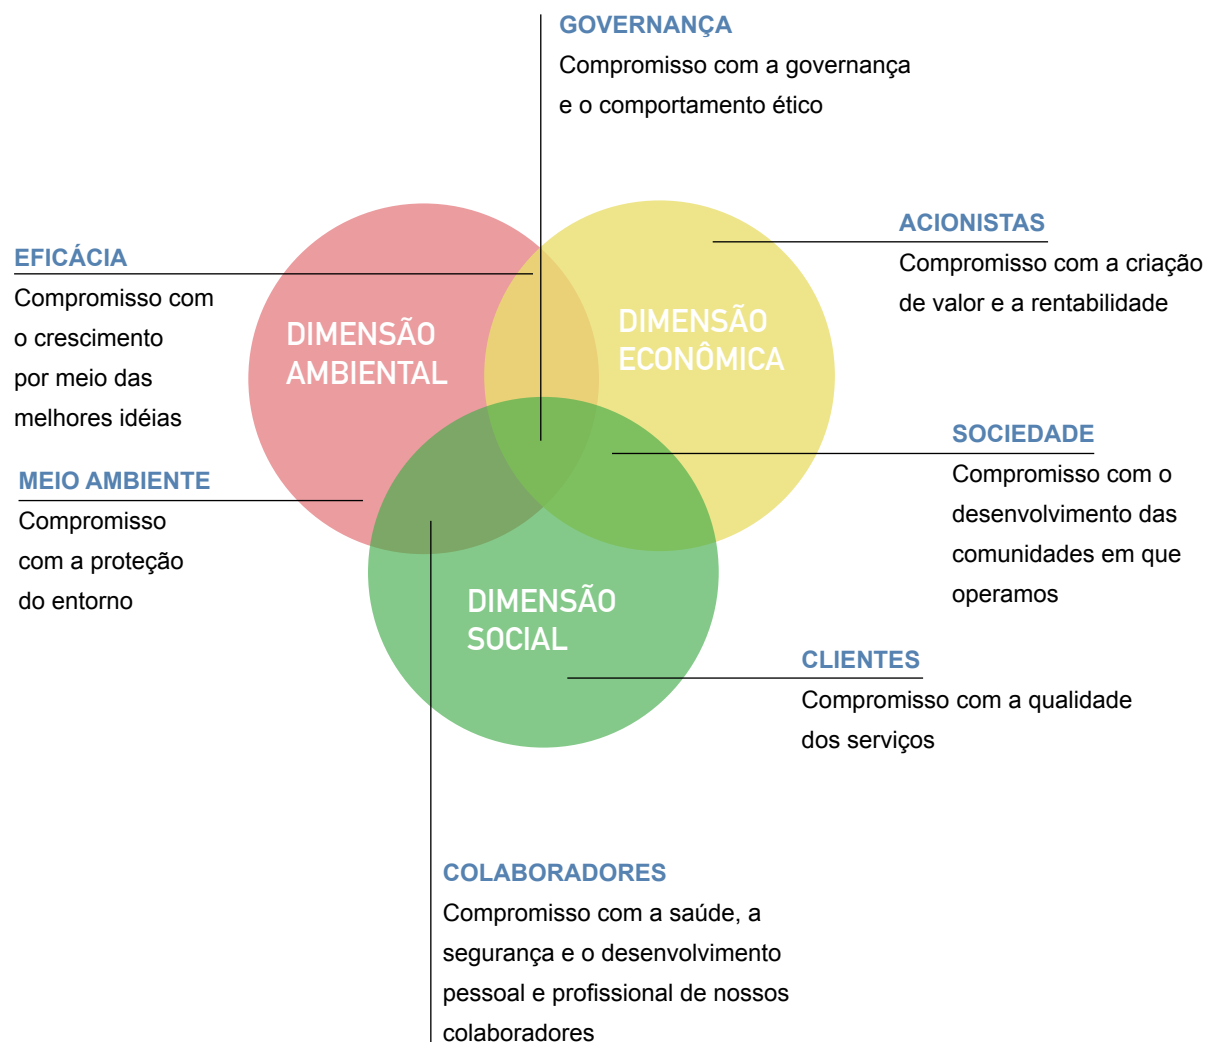 GOVERNANÇA
Compromisso com a governança
e o comportamento ético
ACIONISTAS
Compromisso com a criação
de valor e a rentabilidade
EFICÁCIA
Compromisso com
o crescimento
por meio das
melhores idéias
DIMENSÃO
AMBIENTAL
DIMENSÃO
ECONÔMICA
SOCIEDADE
Compromisso com o
desenvolvimento das
comunidades em que
operamos
MEIO AMBIENTE
Compromisso
com a proteção
do entorno
DIMENSÃO
SOCIAL
CLIENTES
Compromisso com a qualidade
dos serviços
COLABORADORES
Compromisso com a saúde, a
segurança e o desenvolvimento
pessoal e profissional de nossos
colaboradores